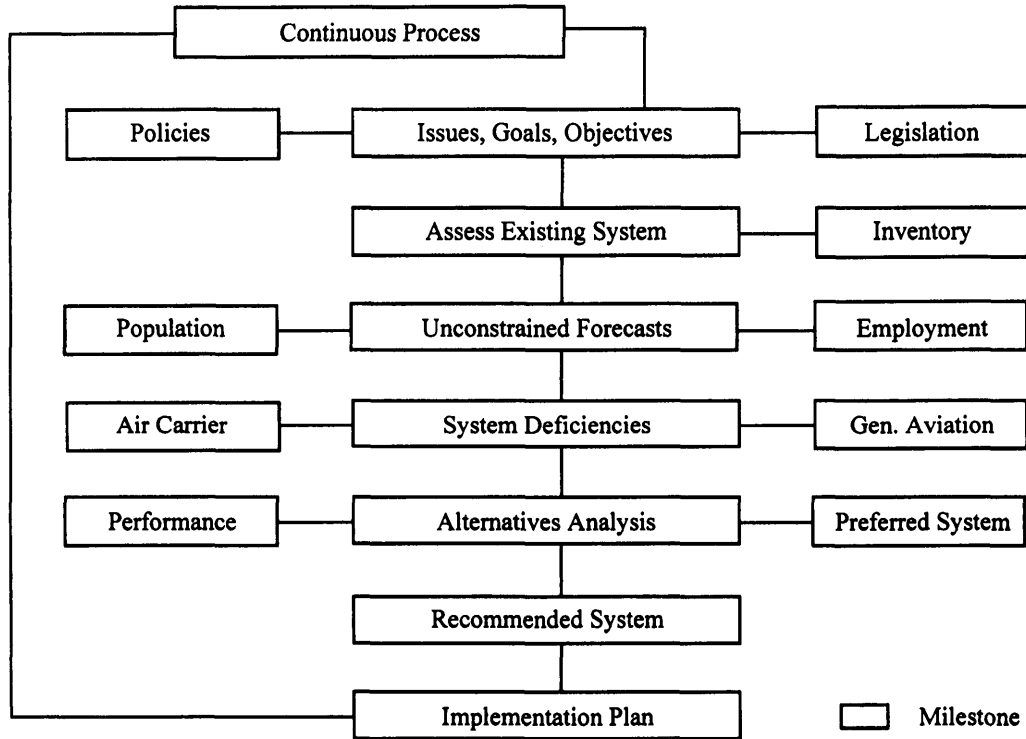 Continuous Process
Policies
Issues, Goals, Objectives
Legislation
Assess Existing System
Inventory
Population
Unconstrained Forecasts
Employment
Air Carrier
System Deficiencies
Gen. Aviation
Performance
Alternatives Analysis
Preferred System
Recommended System
Implementation Plan
Milestone